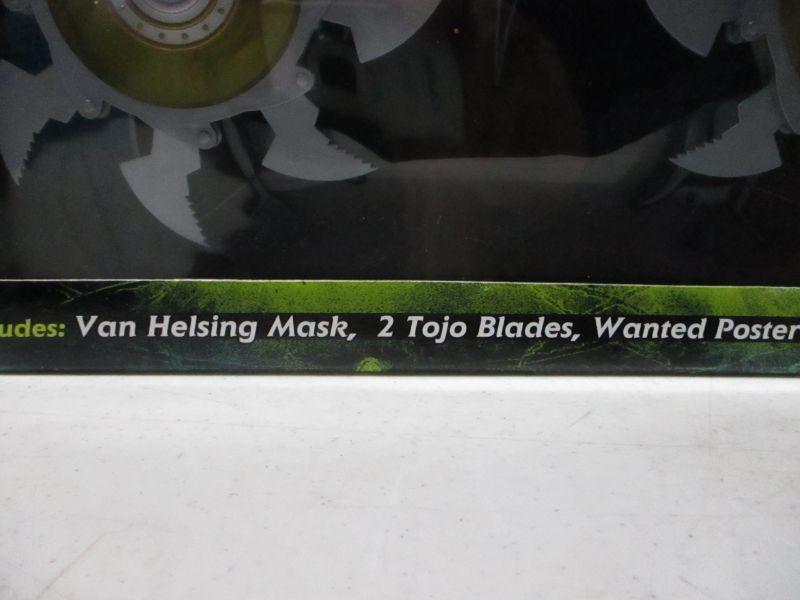 udes: Van Helsing Mask, 2 Tojo Blades, Wanted Poster